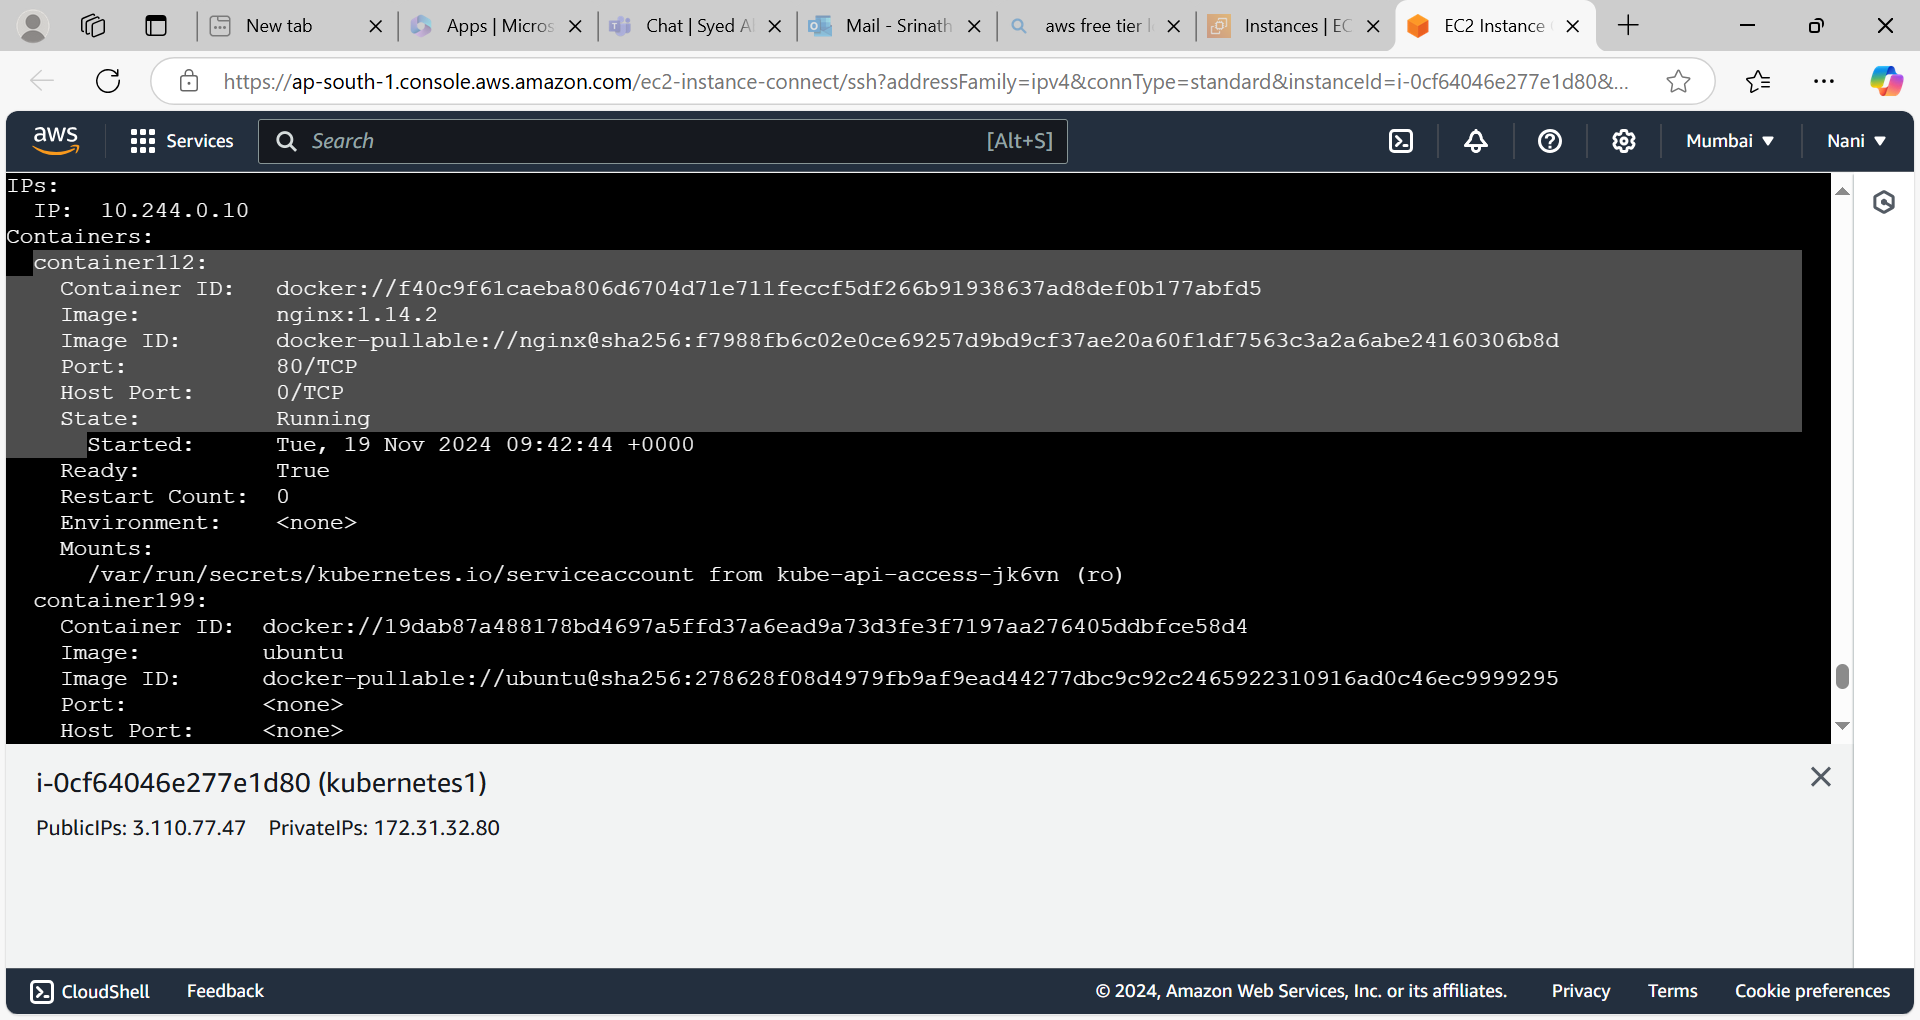 New tab
Apps | Micros
Chat | Syed Al
Mail - Srinath
aws free tier l
Instances | EC
EC2 Instance
https://ap-south-1.console.aws.amazon.com/ec2-instance-connect/ssh?addressFamily=ipv4&connType=standard&instanceId=i-0cf64046e277e1d80&...
aws
Services
Search
[Alt+S]
Mumbai
Nani
IPs:
IP: 10.244.0.10
Containers:
container112:
Container ID: docker://f40c9f61caeba806d6704d71e711feccf5df266b91938637ad8def0b177abfd5
Image: nginx:1.14.2
Image ID: docker-pullable://nginx@sha256:f7988fb6c02e0ce69257d9bd9cf37ae20a60f1df7563c3a2a6abe24160306b8d
Port: 80/TCP
Host Port: 0/TCP
State: Running
Started: Tue, 19 Nov 2024 09:42:44 +0000
Ready: True
Restart Count: 0
Environment: <none>
Mounts:
/var/run/secrets/kubernetes.io/serviceaccount from kube-api-access-jk6vn (ro)
container199:
Container ID: docker://19dab87a488178bd4697a5ffd37a6ead9a73d3fe3f7197aa276405ddbfce58d4
Image: ubuntu
Image ID: docker-pullable://ubuntu@sha256:278628f08d4979fb9af9ead44277dbc9c92c2465922310916ad0c46ec9999295
Port: <none>
Host Port: <none>
i-0cf64046e277e1d80 (kubernetes1)
PublicIPs: 3.110.77.47 PrivateIPs: 172.31.32.80
CloudShell
Feedback
© 2024, Amazon Web Services, Inc. or its affiliates.
Privacy
Terms
Cookie preferences